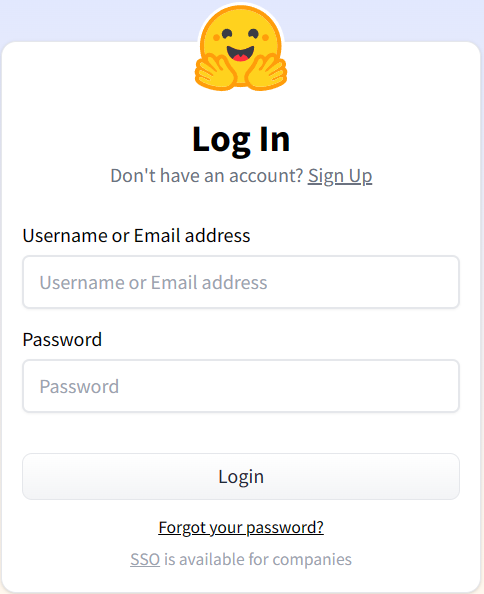 Log In
Don't have an account? Sign Up
Username or Email address
Username or Email address
Password
Password
Login
Forgot your password?
SSO is available for companies